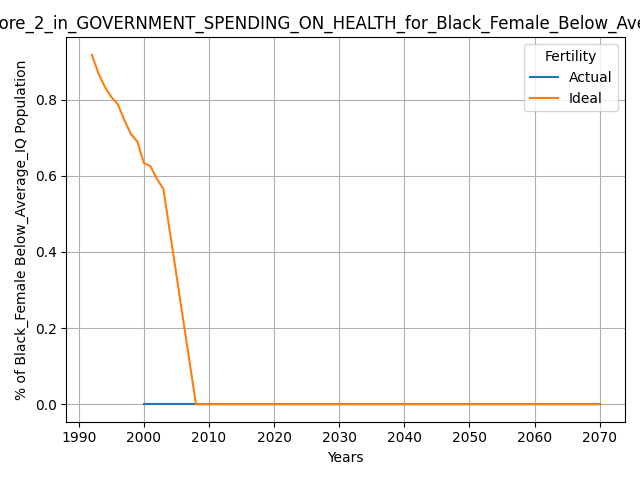 ore_2_in_GOVERNMENT_SPENDING_ON_HEALTH_for_Black_Female_Below_Ave
Fertility
Actual
Ideal
% of Black_Female Below_Average_IQ Population
0.8
0.6
0.4
0.2
0.0
1990 2000 2010 2020 2030 2040 2050 2060 2070
Years